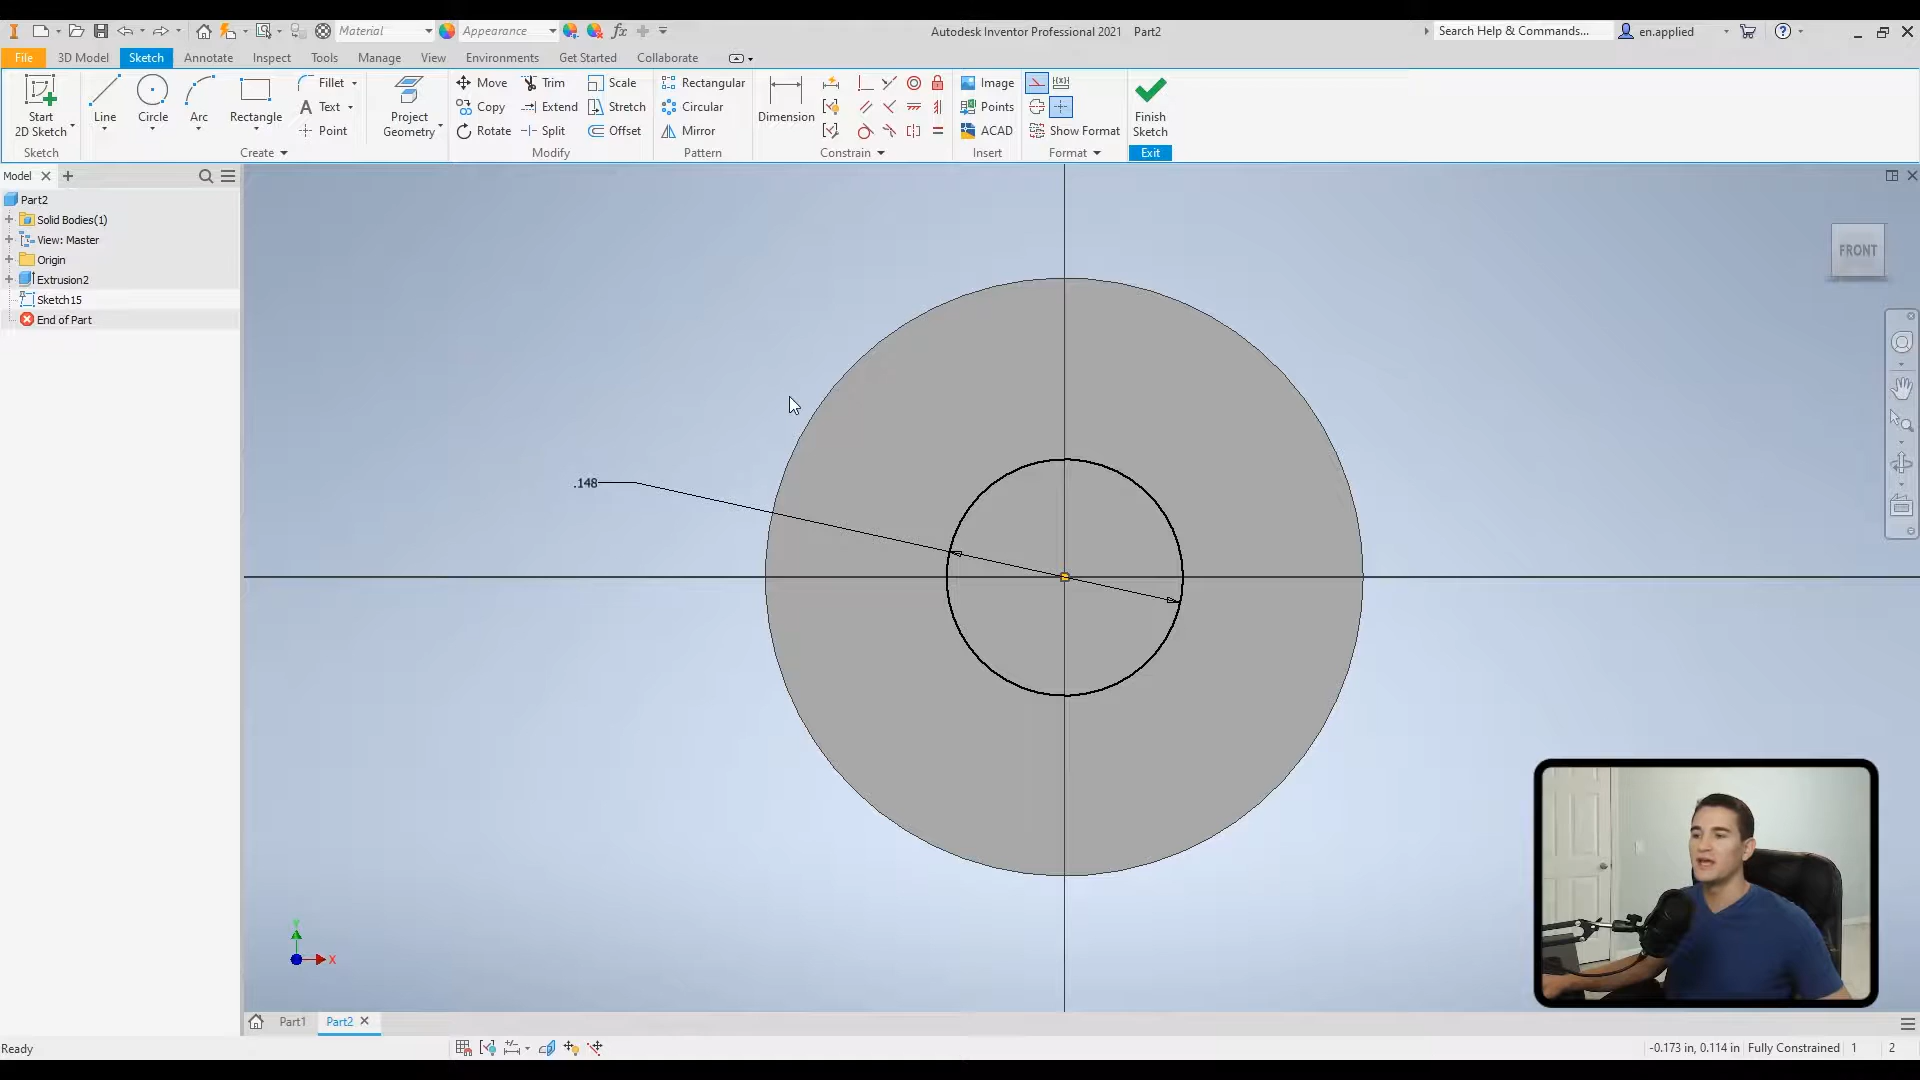 Material
Appearance
Autodesk Inventor Professional 2021 Part2
Search Help & Commands...
en.applied
File
3D Model
Sketch
Annotate
Inspect
Tools
Manage
View
Environments
Get Started
Collaborate
Start
2D Sketch
Line
Circle
Arc
Rectangle
Fillet
Text
Point
Project
Geometry
Move
Copy
Rotate
Trim
Extend
Split
Scale
Stretch
Offset
Rectangular
Circular
Mirror
Dimension
Image
Points
ACAD
Show Format
Finish
Sketch
Sketch
Create
Modify
Pattern
Constrain
Insert
Format
Exit
Model
Part2
Solid Bodies(1)
View: Master
Origin
Extrusion2
Sketch15
End of Part
FRONT
.148
Y
X
Part1
Part2
Ready
-0.173 in, 0.114 in
Fully Constrained
1
2